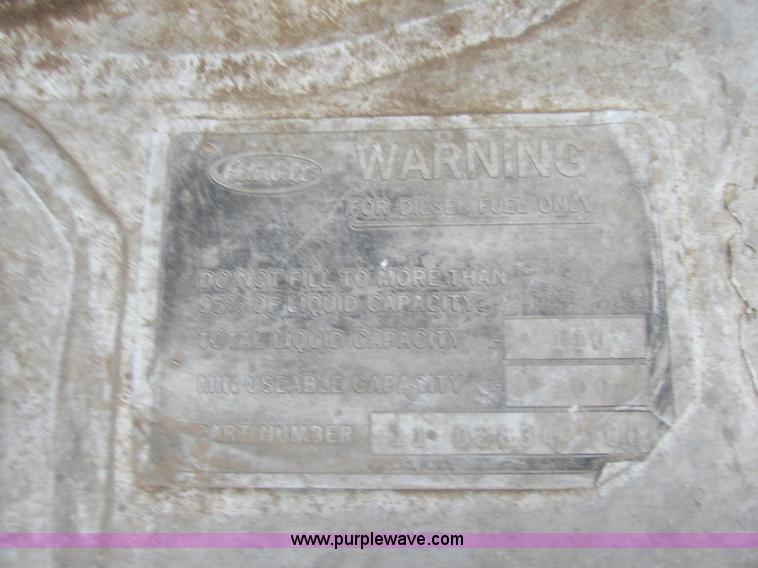 Peterbilt
WARNING
FOR DIESEL FUEL ONLY
DO NOT FILL TO MORE THAN
95% OF LIQUID CAPACITY.
TOTAL LIQUID CAPACITY
MIN USEABLE CAPACITY
PART NUMBER
www.purplewave.com